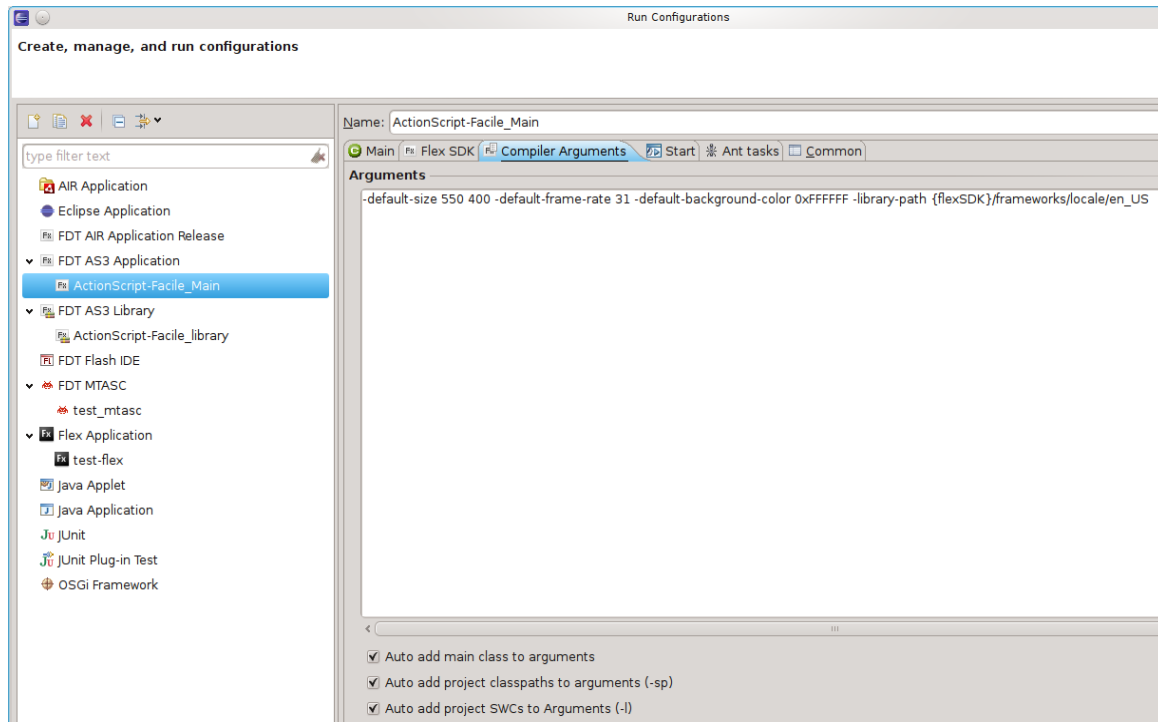 Run Configurations
Create, manage, and run configurations
type filter text
AIR Application
Eclipse Application
FDT AIR Application Release
FDT AS3 Application
ActionScript-Facile_Main
FDT AS3 Library
ActionScript-Facile_library
FDT Flash IDE
FDT MTASC
test_mtasc
Flex Application
test-flex
Java Applet
Java Application
JUnit
JUnit Plug-in Test
OSGi Framework
Name: ActionScript-Facile_Main
Main Flex SDK Compiler Arguments Start Ant tasks Common
Arguments
-default-size 550 400 -default-frame-rate 31 -default-background-color 0xFFFFFF -library-path {flexSDK}/frameworks/locale/en_US
Auto add main class to arguments
Auto add project classpaths to arguments (-sp)
Auto add project SWCs to Arguments (-l)